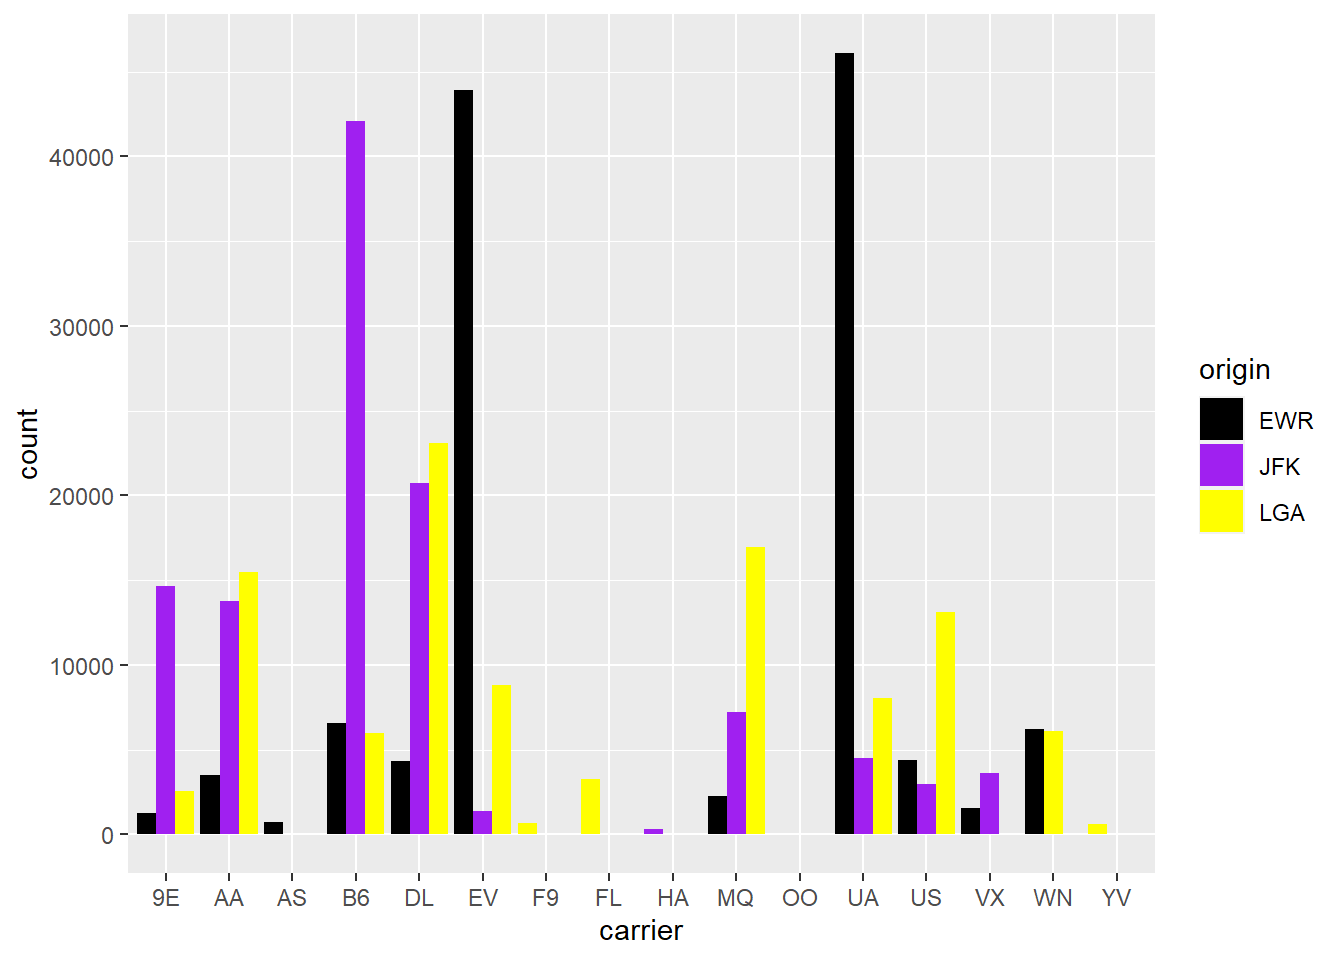 40000
30000
20000
10000
0
count
9E AA AS B6 DL EV F9 FL HA MQ OO UA US VX WN YV
carrier
origin
EWR
JFK
LGA